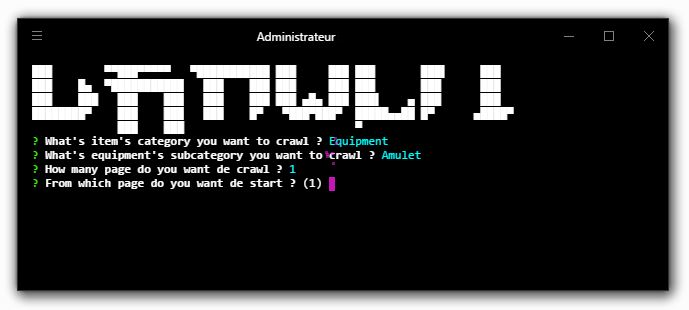 Administrateur
? What's item's category you want to crawl ? Equipment
? What's equipment's subcategory you want to crawl ? Amulet
? How many page do you want de crawl ? 1
? From which page do you want de start ? (1)